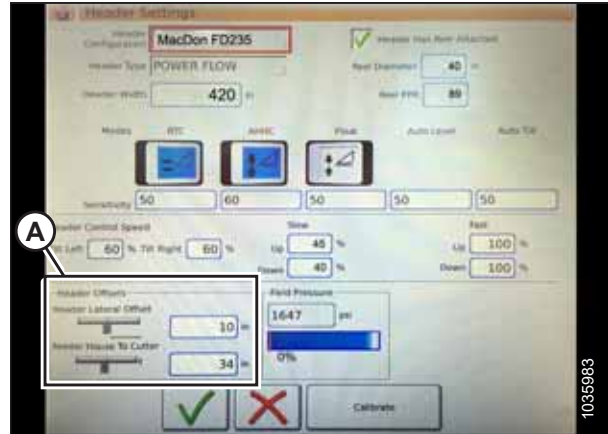 Header Settings
Header
Configuration
MacDon FD235
Header Has Reel Attached
Header Type
POWER FLOW
Reel Diameter
40
in
Header Width
420
in
Reel PPR
89
Modes
RTC
AHHC
Float
Auto Level
Auto Tilt
Sensitivity
50
60
50
50
50
Header Control Speed
Slow
Fast
A
Tilt Left
60
%
Tilt Right
60
%
Up
45
%
Up
100
%
Down
40
%
Down
100
%
Header Offsets
Field Pressure
Header Lateral Offset
10
in
1647
psi
Feeder House To Cutter
34
in
0%
Calibrate
1035983